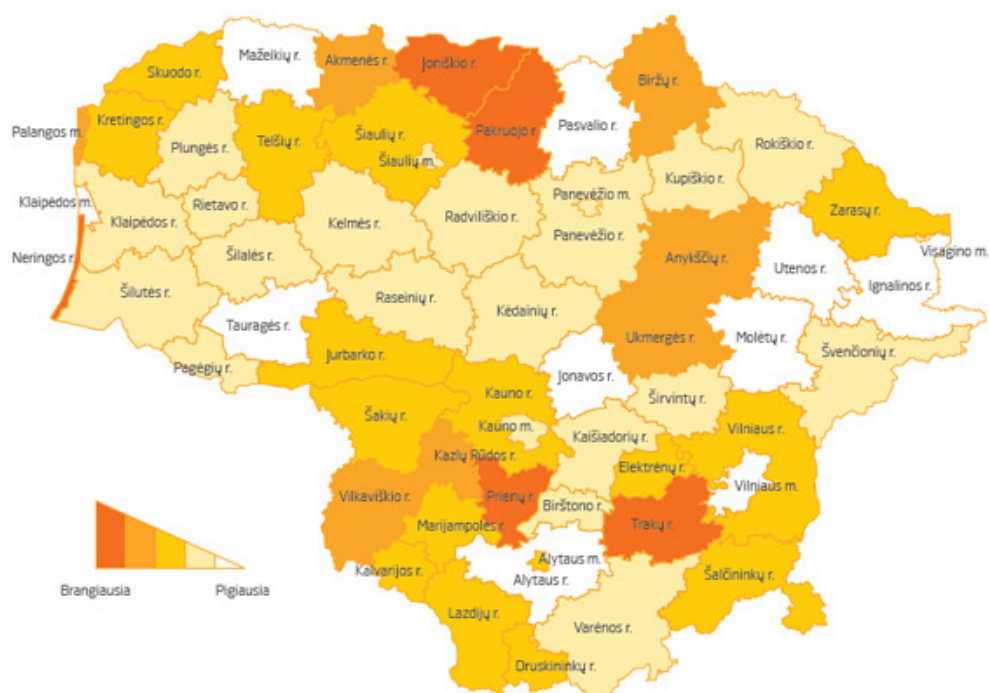 Mažeikių r.
Akmenės r.
Joniškio r.
Skuodo r.
Biržų r.
Kretingos r.
Palangos m.
Plungės r.
Telšių r.
Šiaulių r.
Šiaulių m.
Pakruojo r.
Pasvalio r.
Rokiškio r.
Kupiškio r.
Panevėžio m.
Klaipėdos m.
Klaipėdos r.
Rietavo r.
Kelmės r.
Radviliškio r.
Panevėžio r.
Zarasų r.
Visagino m.
Neringos r.
Šilalės r.
Anykščių r.
Utenos r.
Ignalinos r.
Šilutės r.
Raseinių r.
Kėdainių r.
Tauragės r.
Ukmergės r.
Molėtų r.
Švenčionių r.
Pagėgių r.
Jurbarko r.
Jonavos r.
Kauno r.
Širvintų r.
Šakių r.
Kauno m.
Kaišiadorių r.
Vilniaus r.
Kazlų Rūdos r.
Elektrėnų r.
Vilniaus m.
Vilkaviškio r.
Prienų r.
Birštono r.
Trakų r.
Marijampolės r.
Alytaus m.
Alytaus r.
Kalvarijos r.
Šalčininkų r.
Lazdijų r.
Varėnos r.
Druskininkų r.
Brangiausia
Pigiausia